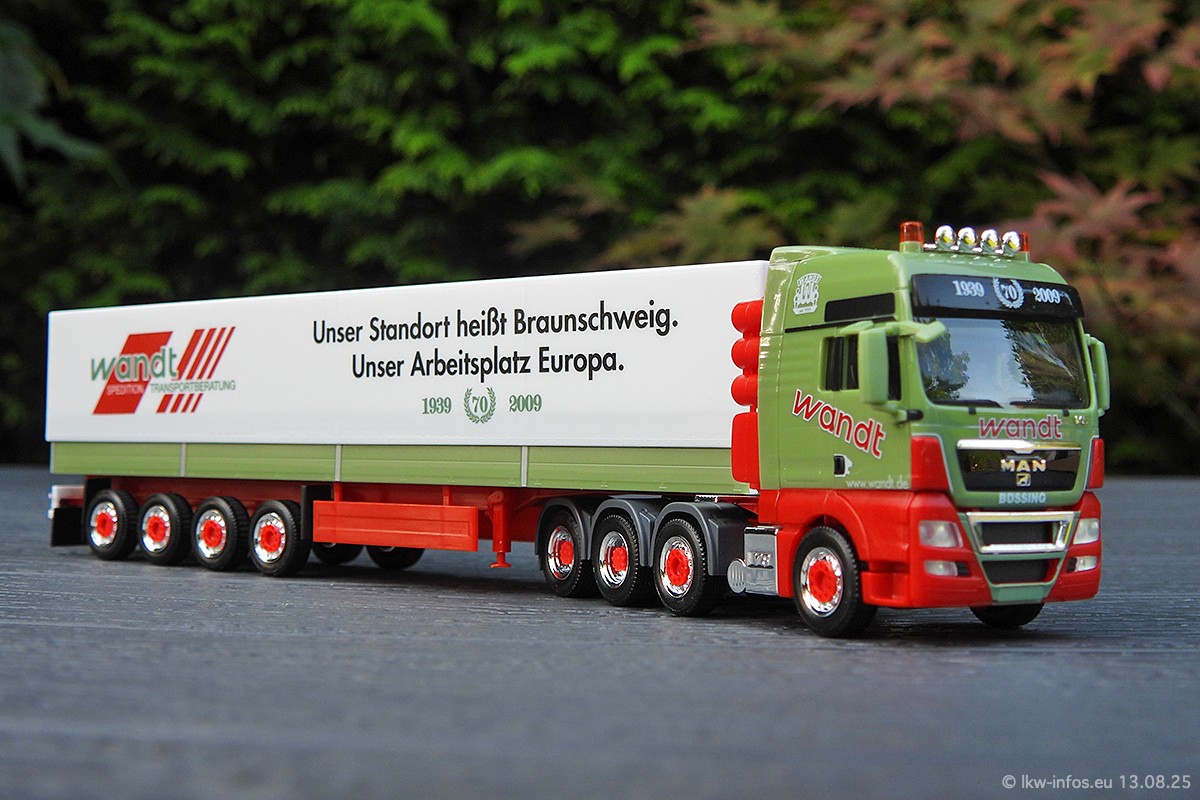 Unser Standort heißt Braunschweig.
Unser Arbeitsplatz Europa.
1939 70 2009
wandt
SPEDITION TRANSPORTBERATUNG
1939 70 2009
wandt
www.wandt.de
wandt
MAN
BÜSSING
© lkw-infos.eu 13.08.25